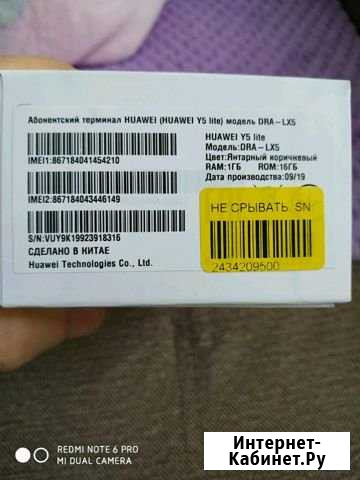 Абонентский терминал HUAWEI (HUAWEI Y5 lite) модель DRA-LX5
HUAWEI Y5 lite
Модель:DRA-LX5
Цвет:Янтарный коричневый
RAM:1ГБ ROM:16ГБ
Дата производства:09/19
IMEI1:867184041454210
IMEI2:867184043446149
S/N:VUY9K19923918316
СДЕЛАНО В КИТАЕ
Huawei Technologies Co., Ltd.
НЕ СРЫВАТЬ. SN:
2434209500
REDMI NOTE 6 PRO
MI DUAL CAMERA
Интернет-
Кабинет.Ру